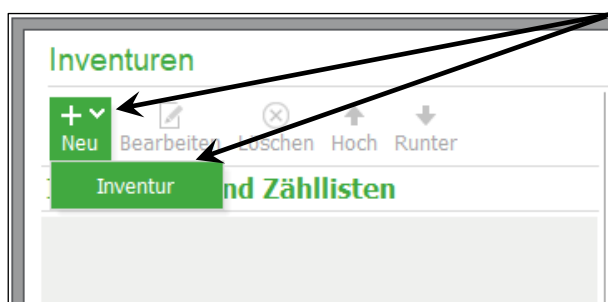 Inventuren
Neu Bearbeiten Löschen Hoch Runter
Inventur nd Zähllisten